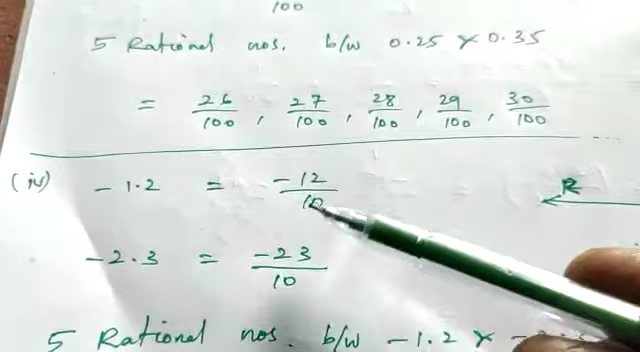 100
5 Rational nos. b/w 0.25 & 0.35
= 26/100, 27/100, 28/100, 29/100, 30/100
(iv) -1.2 = -12/10
R
-2.3 = -23/10
5 Rational nos. b/w -1.2 &